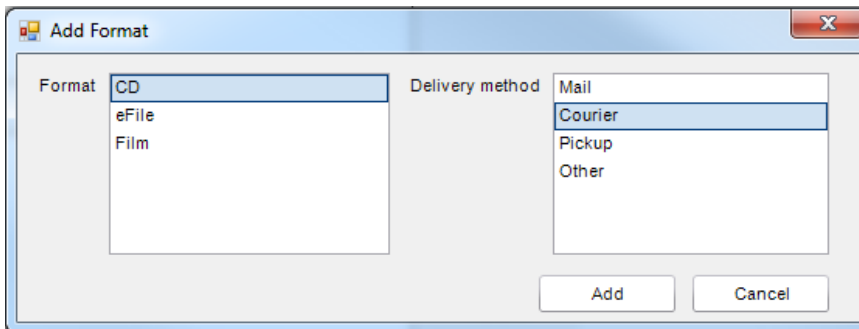 Add Format
Format
CD
eFile
Film
Delivery method
Mail
Courier
Pickup
Other
Add
Cancel